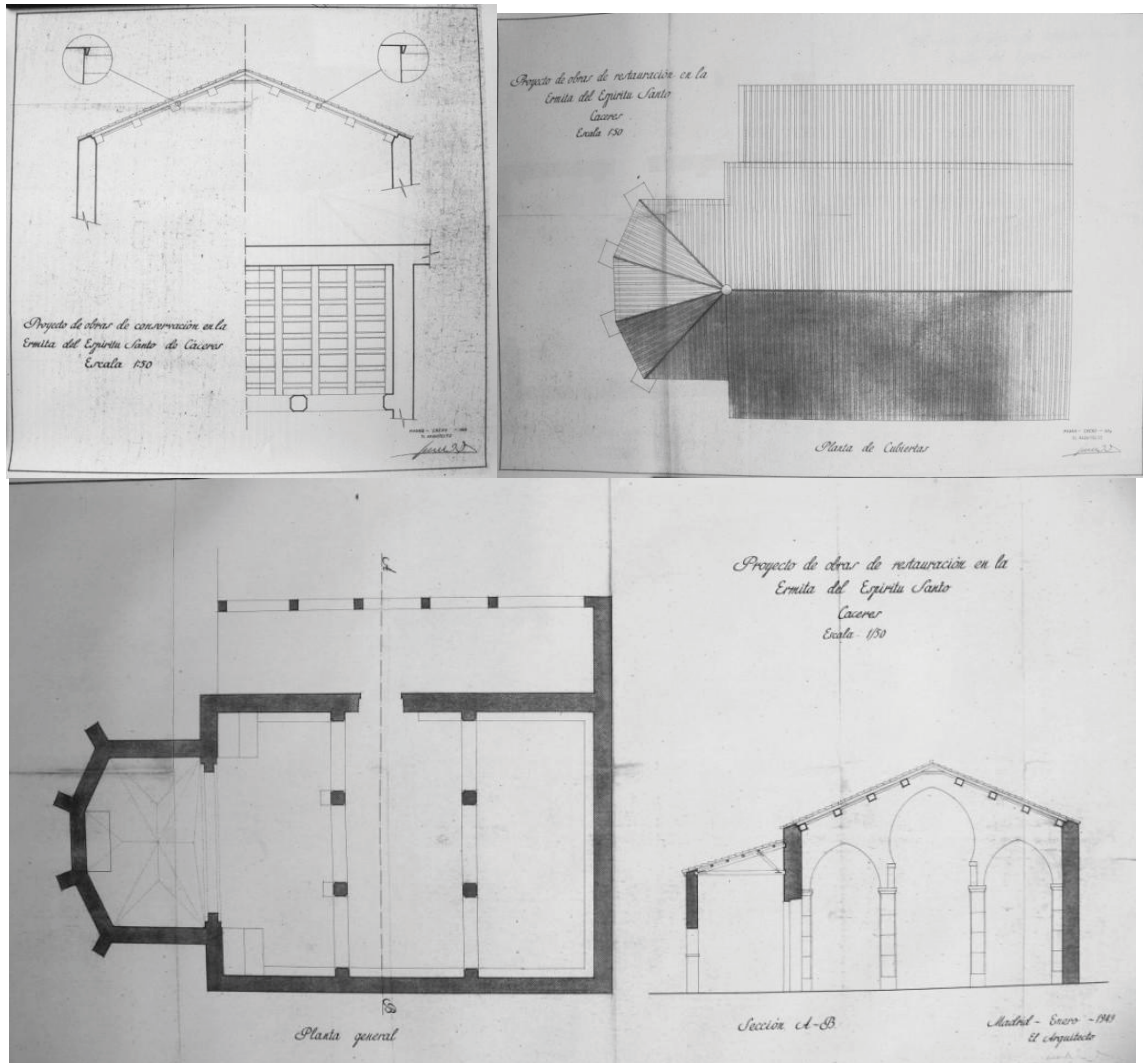 Proyecto de obras de conservación en la
Ermita del Espiritu Santo de Cáceres
Escala 1:50
Proyecto de obras de restauración en la
Ermita del Espiritu Santo
Caceres
Escala 1:50
Planta de Cubiertas
A
B
Planta general
Proyecto de obras de restauración en la
Ermita del Espiritu Santo
Caceres
Escala 1/50
Sección A-B.
Madrid - Enero - 1949
El Arquitecto